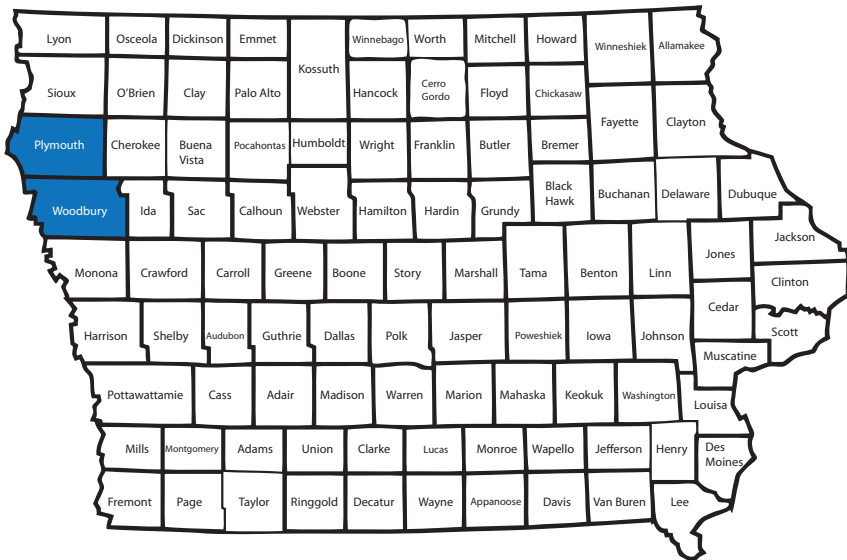 Lyon
Osceola
Dickinson
Emmet
Kossuth
Winnebago
Worth
Mitchell
Howard
Winneshiek
Allamakee
Sioux
O'Brien
Clay
Palo Alto
Hancock
Cerro
Gordo
Floyd
Chickasaw
Fayette
Clayton
Plymouth
Cherokee
Buena
Vista
Pocahontas
Humboldt
Wright
Franklin
Butler
Bremer
Woodbury
Ida
Sac
Calhoun
Webster
Hamilton
Hardin
Grundy
Black
Hawk
Buchanan
Delaware
Dubuque
Monona
Crawford
Carroll
Greene
Boone
Story
Marshall
Tama
Benton
Linn
Jones
Jackson
Clinton
Cedar
Scott
Harrison
Shelby
Audubon
Guthrie
Dallas
Polk
Jasper
Poweshiek
Iowa
Johnson
Muscatine
Pottawattamie
Cass
Adair
Madison
Warren
Marion
Mahaska
Keokuk
Washington
Louisa
Mills
Montgomery
Adams
Union
Clarke
Lucas
Monroe
Wapello
Jefferson
Henry
Des
Moines
Fremont
Page
Taylor
Ringgold
Decatur
Wayne
Appanoose
Davis
Van Buren
Lee